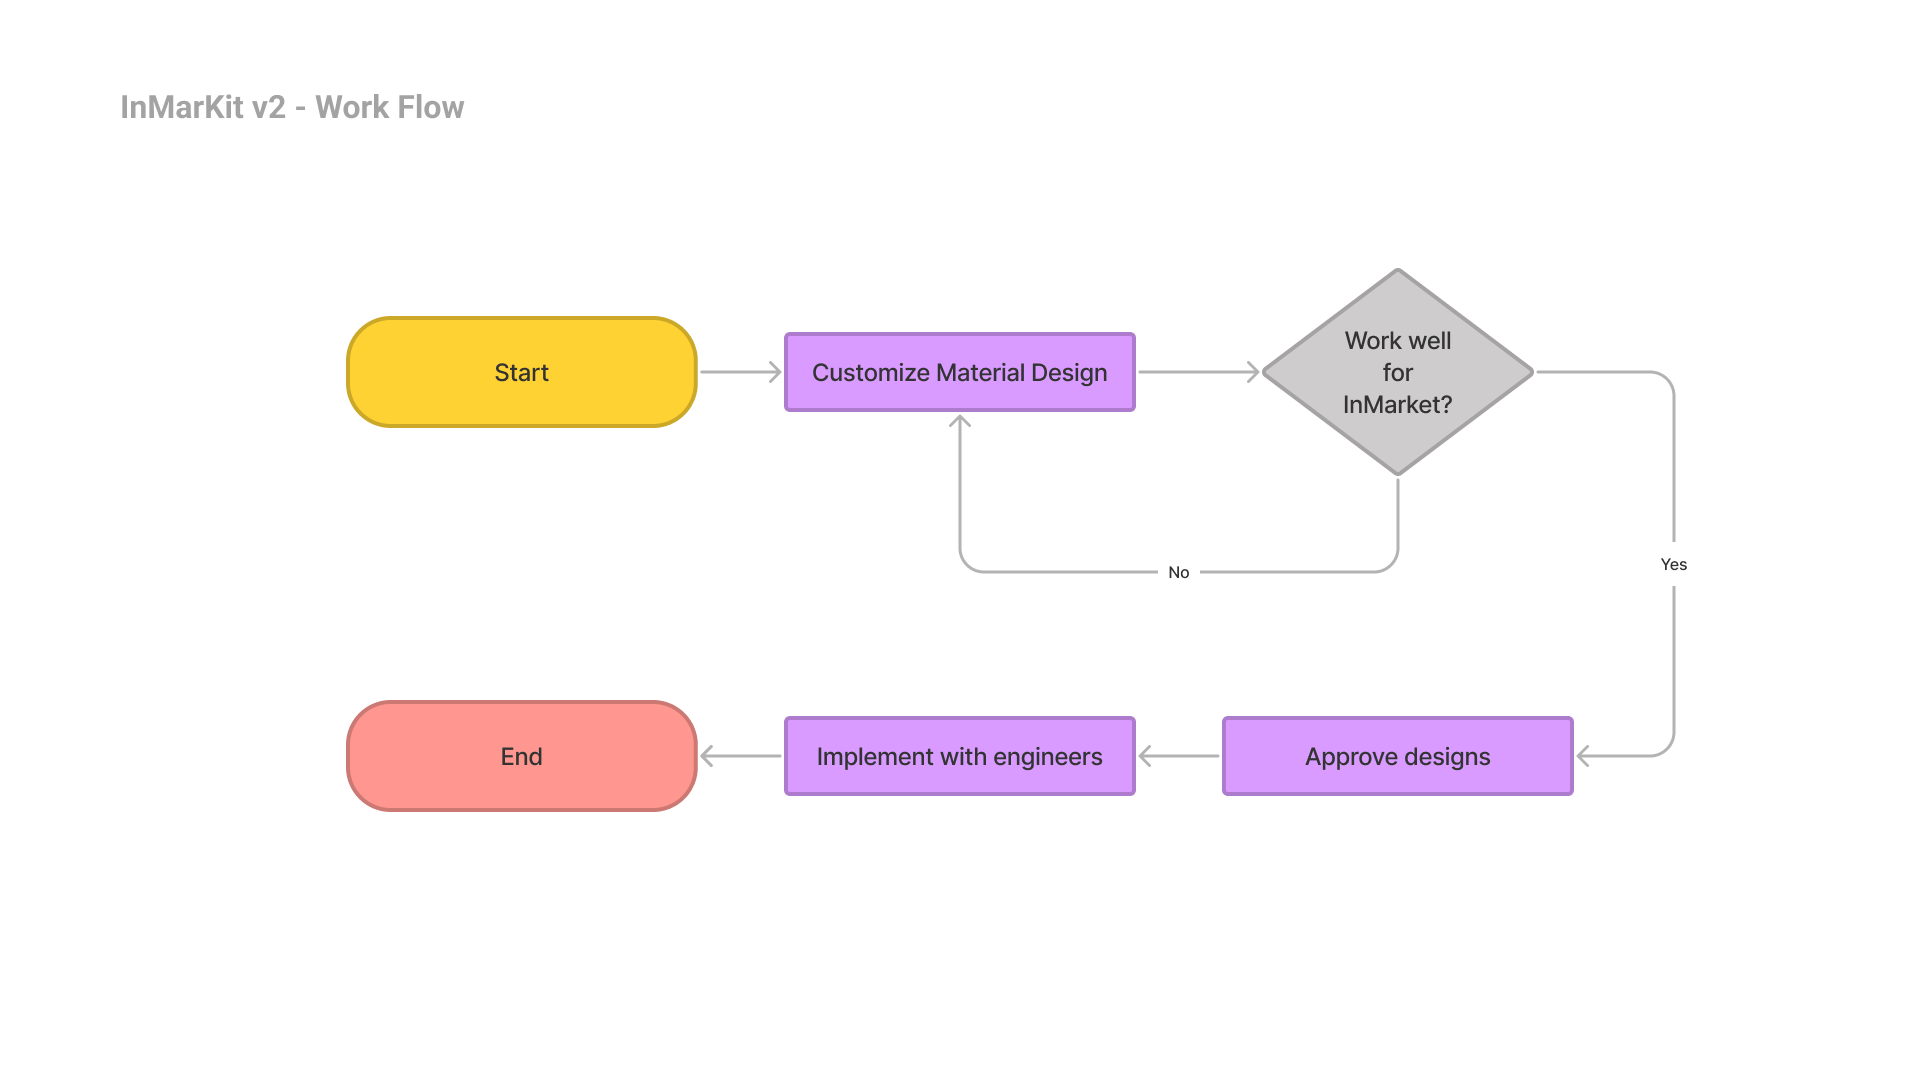 InMarKit v2 - Work Flow
Start
Customize Material Design
Work well
for
InMarket?
No
Yes
End
Implement with engineers
Approve designs